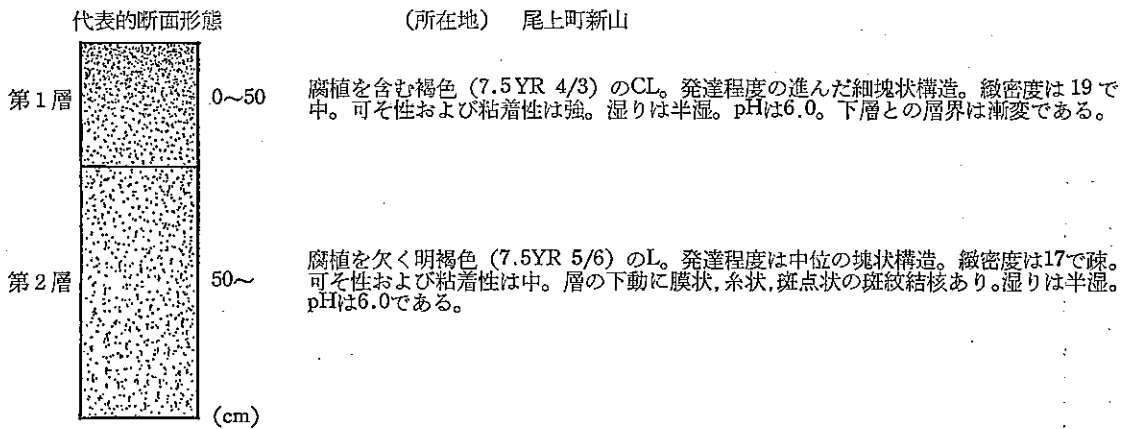 代表的断面形態
(所在地) 尾上町新山
第1層
0~50
腐植を含む褐色 (7.5YR 4/3) のCL。発達程度の進んだ細塊状構造。緻密度は 19 で
中。可そ性および粘着性は強。湿りは半湿。pHは6.0。下層との層界は漸変である。
第2層
50~
腐植を欠く明褐色 (7.5YR 5/6) のL。発達程度は中位の塊状構造。緻密度は17で疎。
可そ性および粘着性は中。層の下動に膜状,糸状,斑点状の斑紋結核あり。湿りは半湿。
pHは6.0である。
(cm)